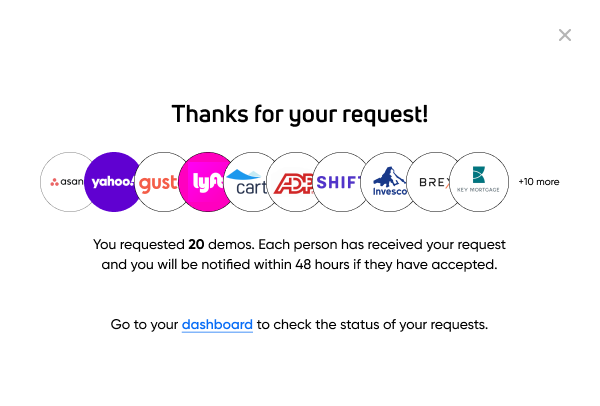 Thanks for your request!
asan yahoo! gust lyft cart ADP SHIFT Invesco BREX KEY MORTGAGE +10 more
You requested 20 demos. Each person has received your request
and you will be notified within 48 hours if they have accepted.
Go to your dashboard to check the status of your requests.